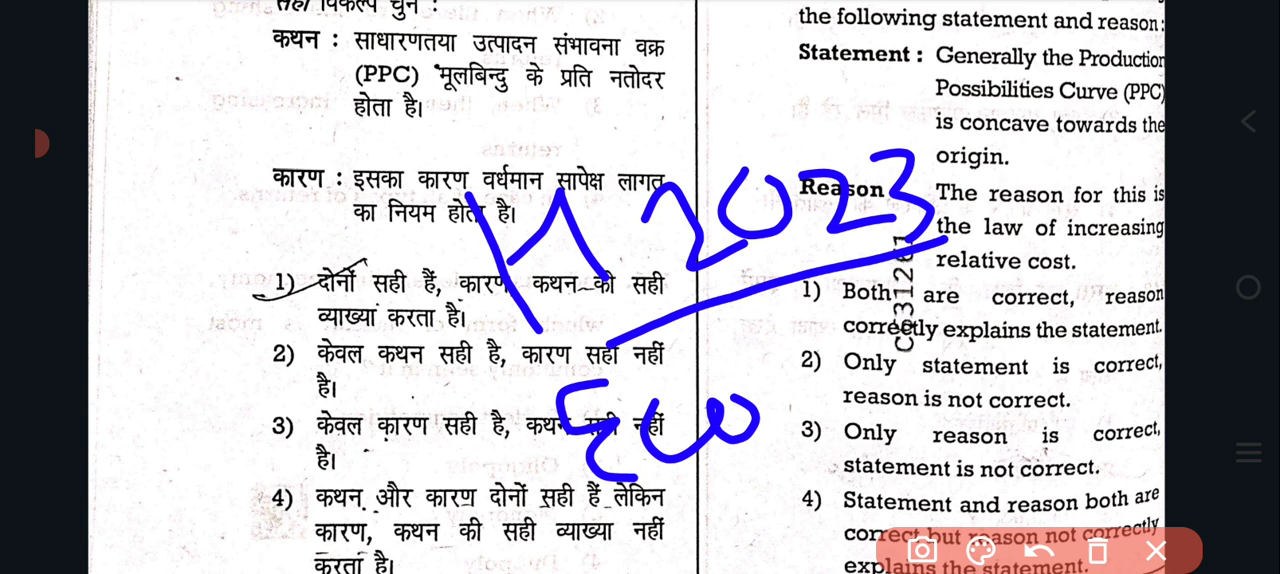 सही विकल्प चुनें :
कथन : साधारणतया उत्पादन संभावना वक्र
(PPC) मूलबिन्दु के प्रति नतोदर
होता है।
कारण : इसका कारण वर्धमान सापेक्ष लागत
का नियम होता है।
1) दोनों सही हैं, कारण, कथन की सही
व्याख्या करता है।
2) केवल कथन सही है, कारण सही नहीं
है।
3) केवल कारण सही है, कथन सही नहीं
है।
4) कथन और कारण दोनों सही हैं लेकिन
कारण, कथन की सही व्याख्या नहीं
करता है।
the following statement and reason:
Statement : Generally the Production
Possibilities Curve (PPC)
is concave towards the
origin.
Reason The reason for this is
the law of increasing
relative cost.
1) Both are correct, reason
correctly explains the statement.
2) Only statement is correct,
reason is not correct.
3) Only reason is correct,
statement is not correct.
4) Statement and reason both are
correct but reason not correctly
explains the statement.
H 2023
Eco